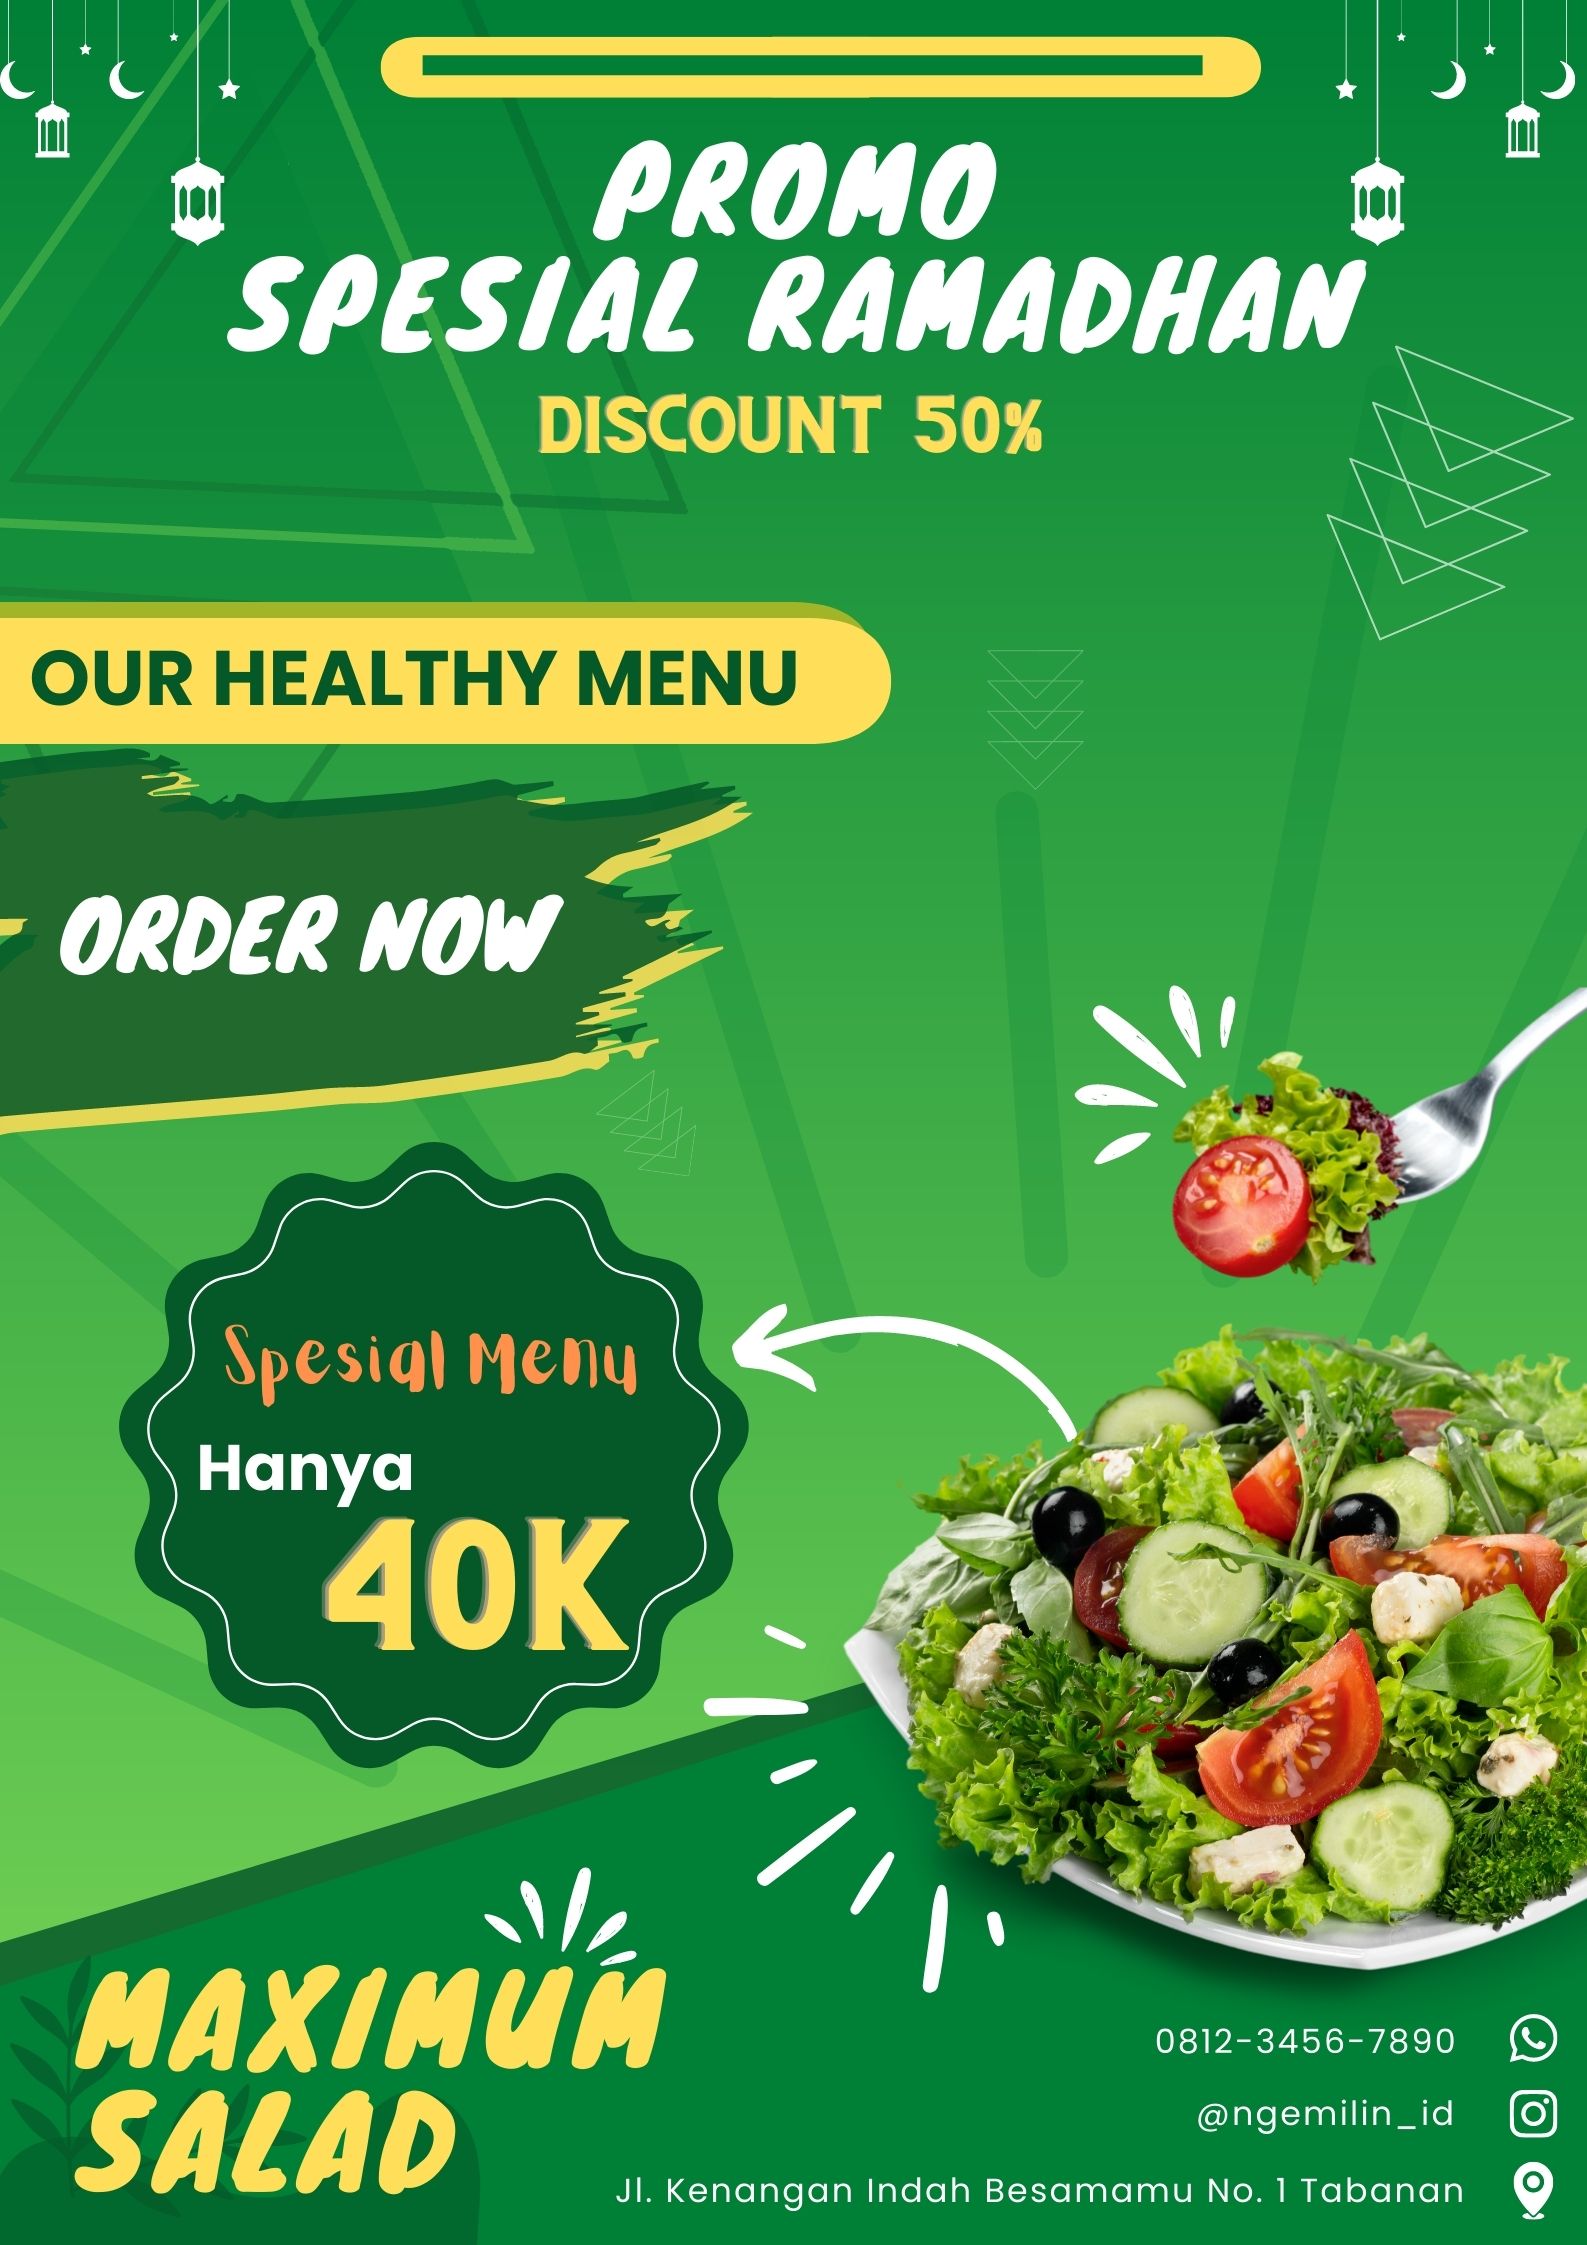 PROMO
SPESIAL RAMADHAN
DISCOUNT 50%
OUR HEALTHY MENU
ORDER NOW
Spesial Menu
Hanya
40K
MAXIMUM
SALAD
0812-3456-7890
@ngemilin_id
Jl. Kenangan Indah Besamamu No. 1 Tabanan